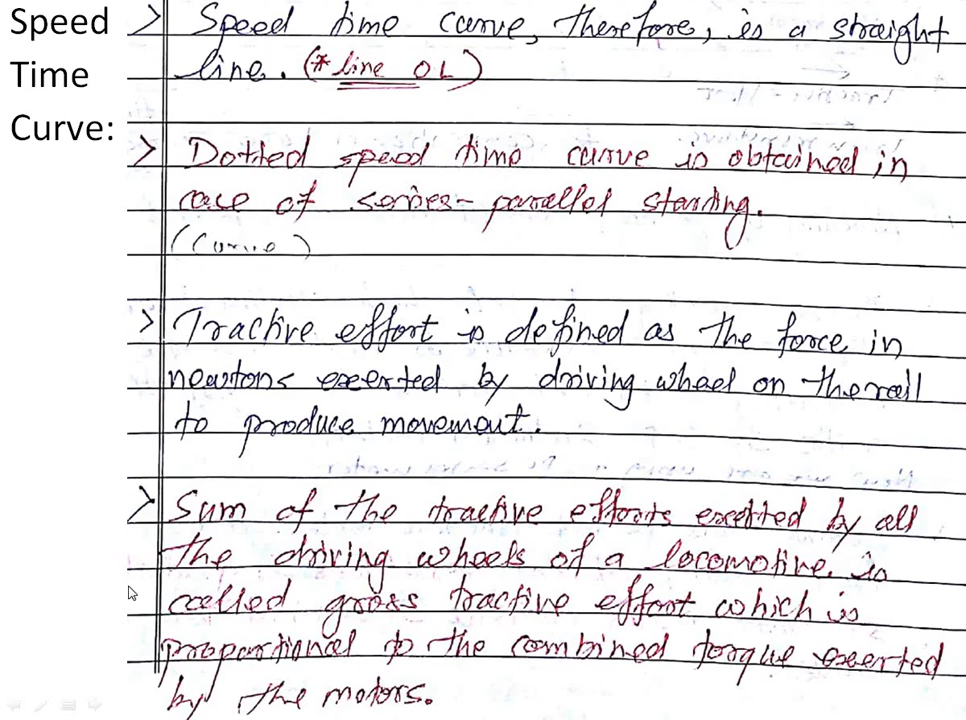 Speed
Time
Curve:
> Speed time curve, therefore, is a straight
line. (* line OL)
> Dotted speed time curve is obtained in
case of series-parallel starting.
(Curve)
> Tractive effort is defined as the force in
newtons exerted by driving wheel on the rail
to produce movement.
> Sum of the tractive efforts exerted by all
the driving wheels of a locomotive is
called gross tractive effort which is
proportional to the combined torque exerted
by the motors.